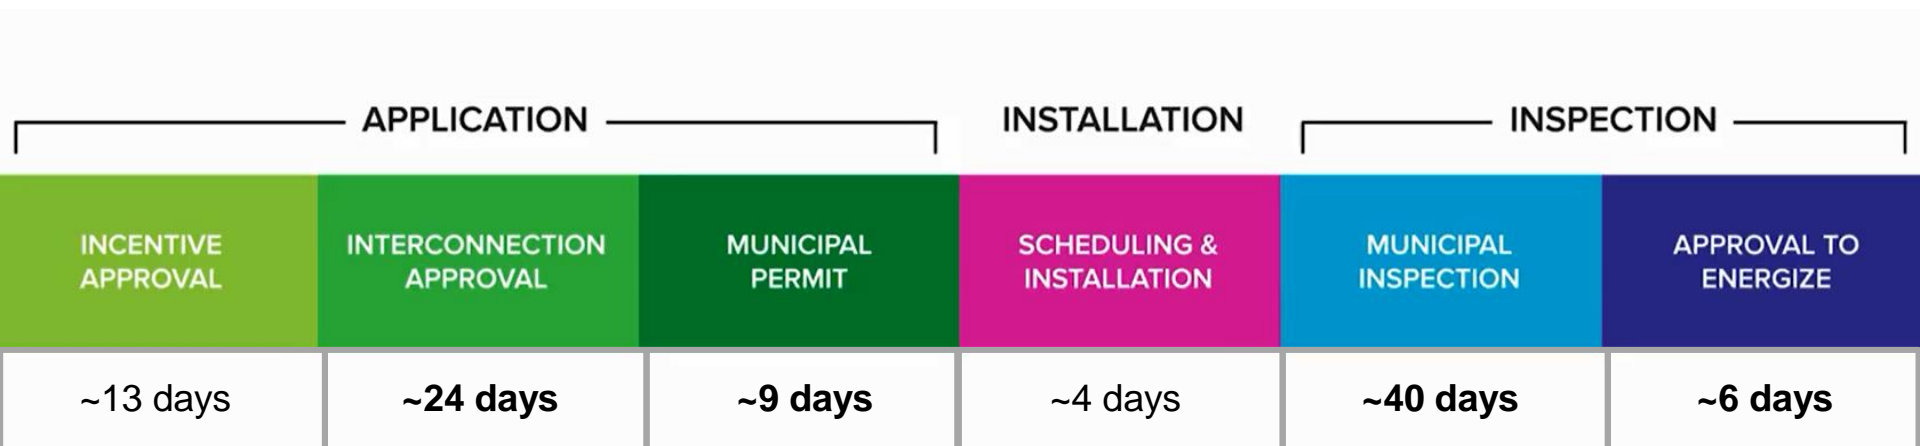 APPLICATION
INSTALLATION
INSPECTION
INCENTIVE
APPROVAL
INTERCONNECTION
APPROVAL
MUNICIPAL
PERMIT
SCHEDULING &
INSTALLATION
MUNICIPAL
INSPECTION
APPROVAL TO
ENERGIZE
~13 days
~24 days
~9 days
~4 days
~40 days
~6 days